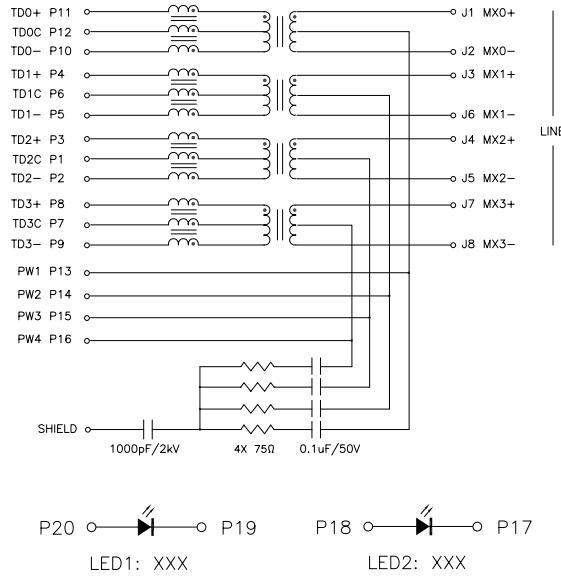 TD0+ P11 J1 MX0+
TD0C P12
TD0- P10 J2 MX0-
TD1+ P4 J3 MX1+
TD1C P6
TD1- P5 J6 MX1-
LINE
TD2+ P3 J4 MX2+
TD2C P1
TD2- P2 J5 MX2-
TD3+ P8 J7 MX3+
TD3C P7
TD3- P9 J8 MX3-
PW1 P13
PW2 P14
PW3 P15
PW4 P16
SHIELD
1000pF/2kV 4X 75Ω 0.1uF/50V
P20 P19 P18 P17
LED1: XXX LED2: XXX